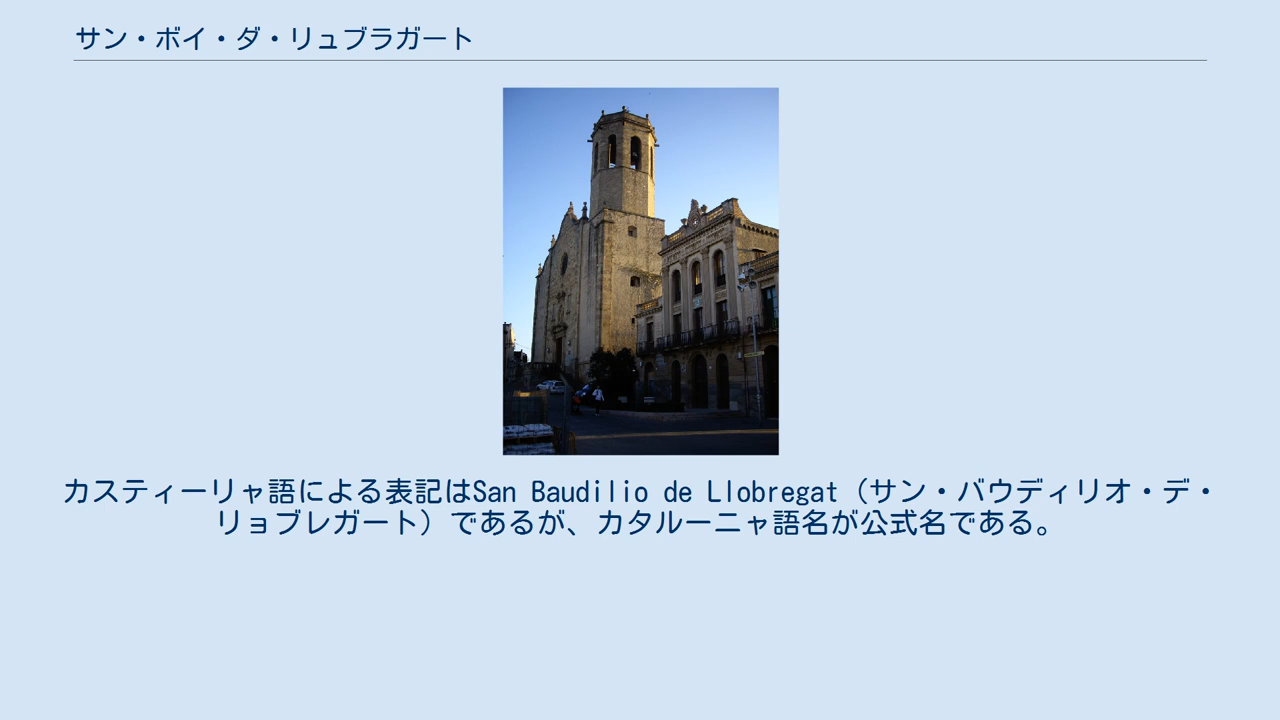 サン・ボイ・ダ・リュブラガート
カスティーリャ語による表記はSan Baudilio de Llobregat（サン・バウディリオ・デ・
リョブレガート）であるが、カタルーニャ語名が公式名である。